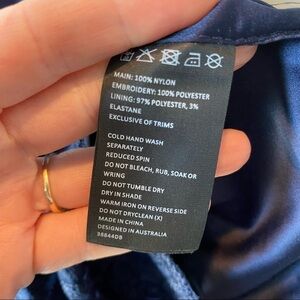 MAIN: 100% NYLON
EMBROIDERY: 100% POLYESTER
LINING: 97% POLYESTER, 3%
ELASTANE
EXCLUSIVE OF TRIMS
COLD HAND WASH
SEPARATELY
REDUCED SPIN
DO NOT BLEACH, RUB, SOAK OR
WRING
DO NOT TUMBLE DRY
DRY IN SHADE
WARM IRON ON REVERSE SIDE
DO NOT DRYCLEAN (X)
MADE IN CHINA
DESIGNED IN AUSTRALIA
38844DB